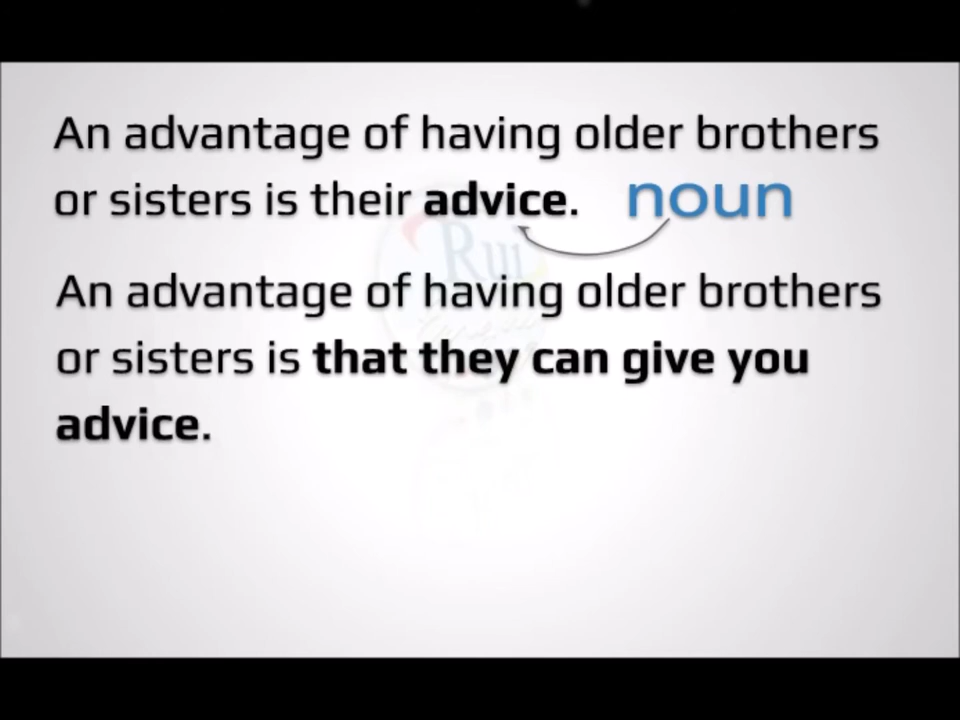 An advantage of having older brothers
or sisters is their advice. noun
An advantage of having older brothers
or sisters is that they can give you
advice.
Rui